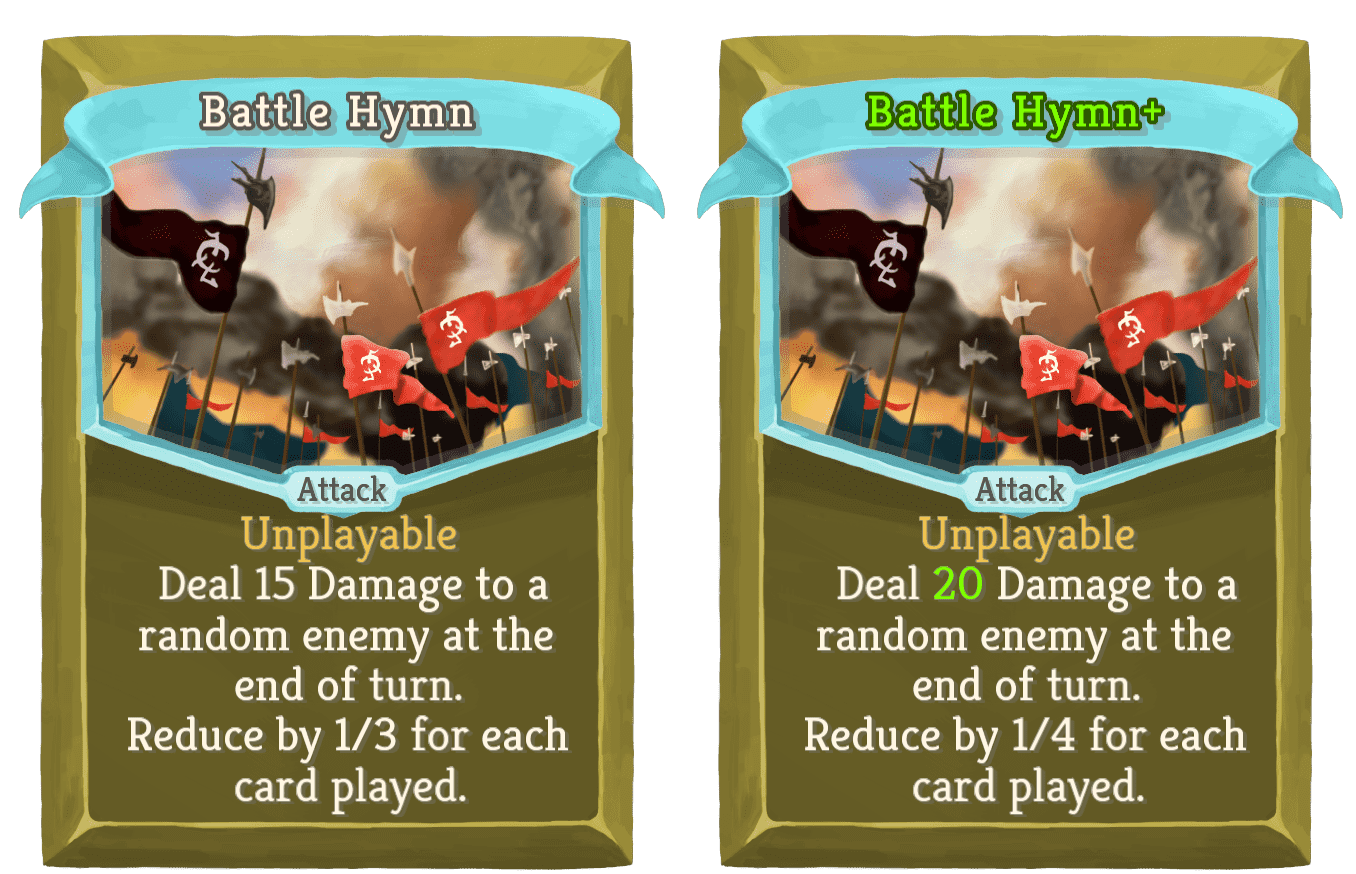 Battle Hymn
Attack
Unplayable
Deal 15 Damage to a
random enemy at the
end of turn.
Reduce by 1/3 for each
card played.
Battle Hymn+
Attack
Unplayable
Deal 20 Damage to a
random enemy at the
end of turn.
Reduce by 1/4 for each
card played.